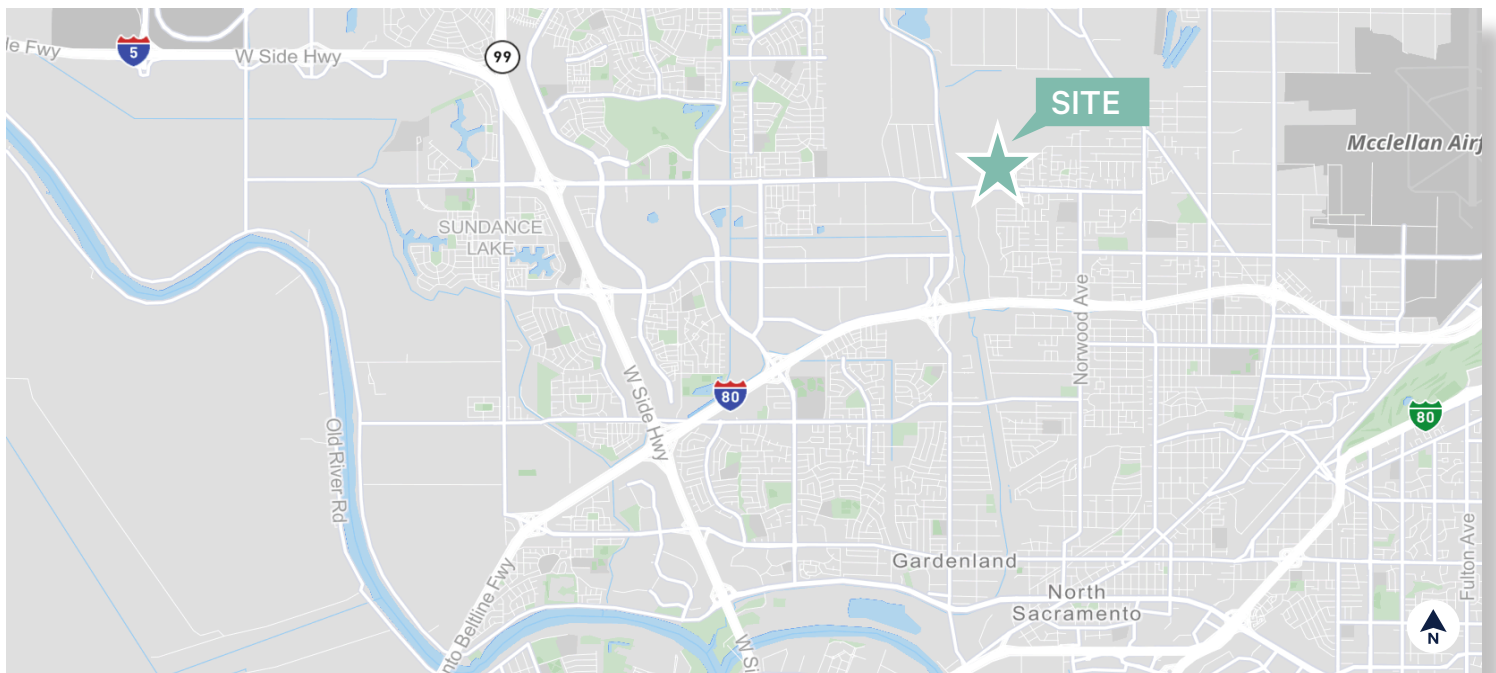 le Fwy
5
W Side Hwy
99
SITE
Mcclellan Airf
SUNDANCE
LAKE
Norwood Ave
W Side Hwy
80
80
Old River Rd
Gardenland
North
Sacramento
Fulton Ave
nto Beltline Fwy
W Si
N